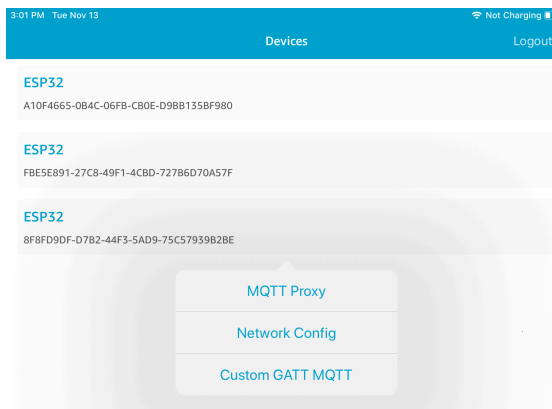 3:01 PM Tue Nov 13 Not Charging
Devices Logout
ESP32
A10F4665-0B4C-06FB-CB0E-D9BB135BF980
ESP32
FBE5E891-27C8-49F1-4CBD-727B6D70A57F
ESP32
8F8FD9DF-D7B2-44F3-5AD9-75C57939B2BE
MQTT Proxy
Network Config
Custom GATT MQTT